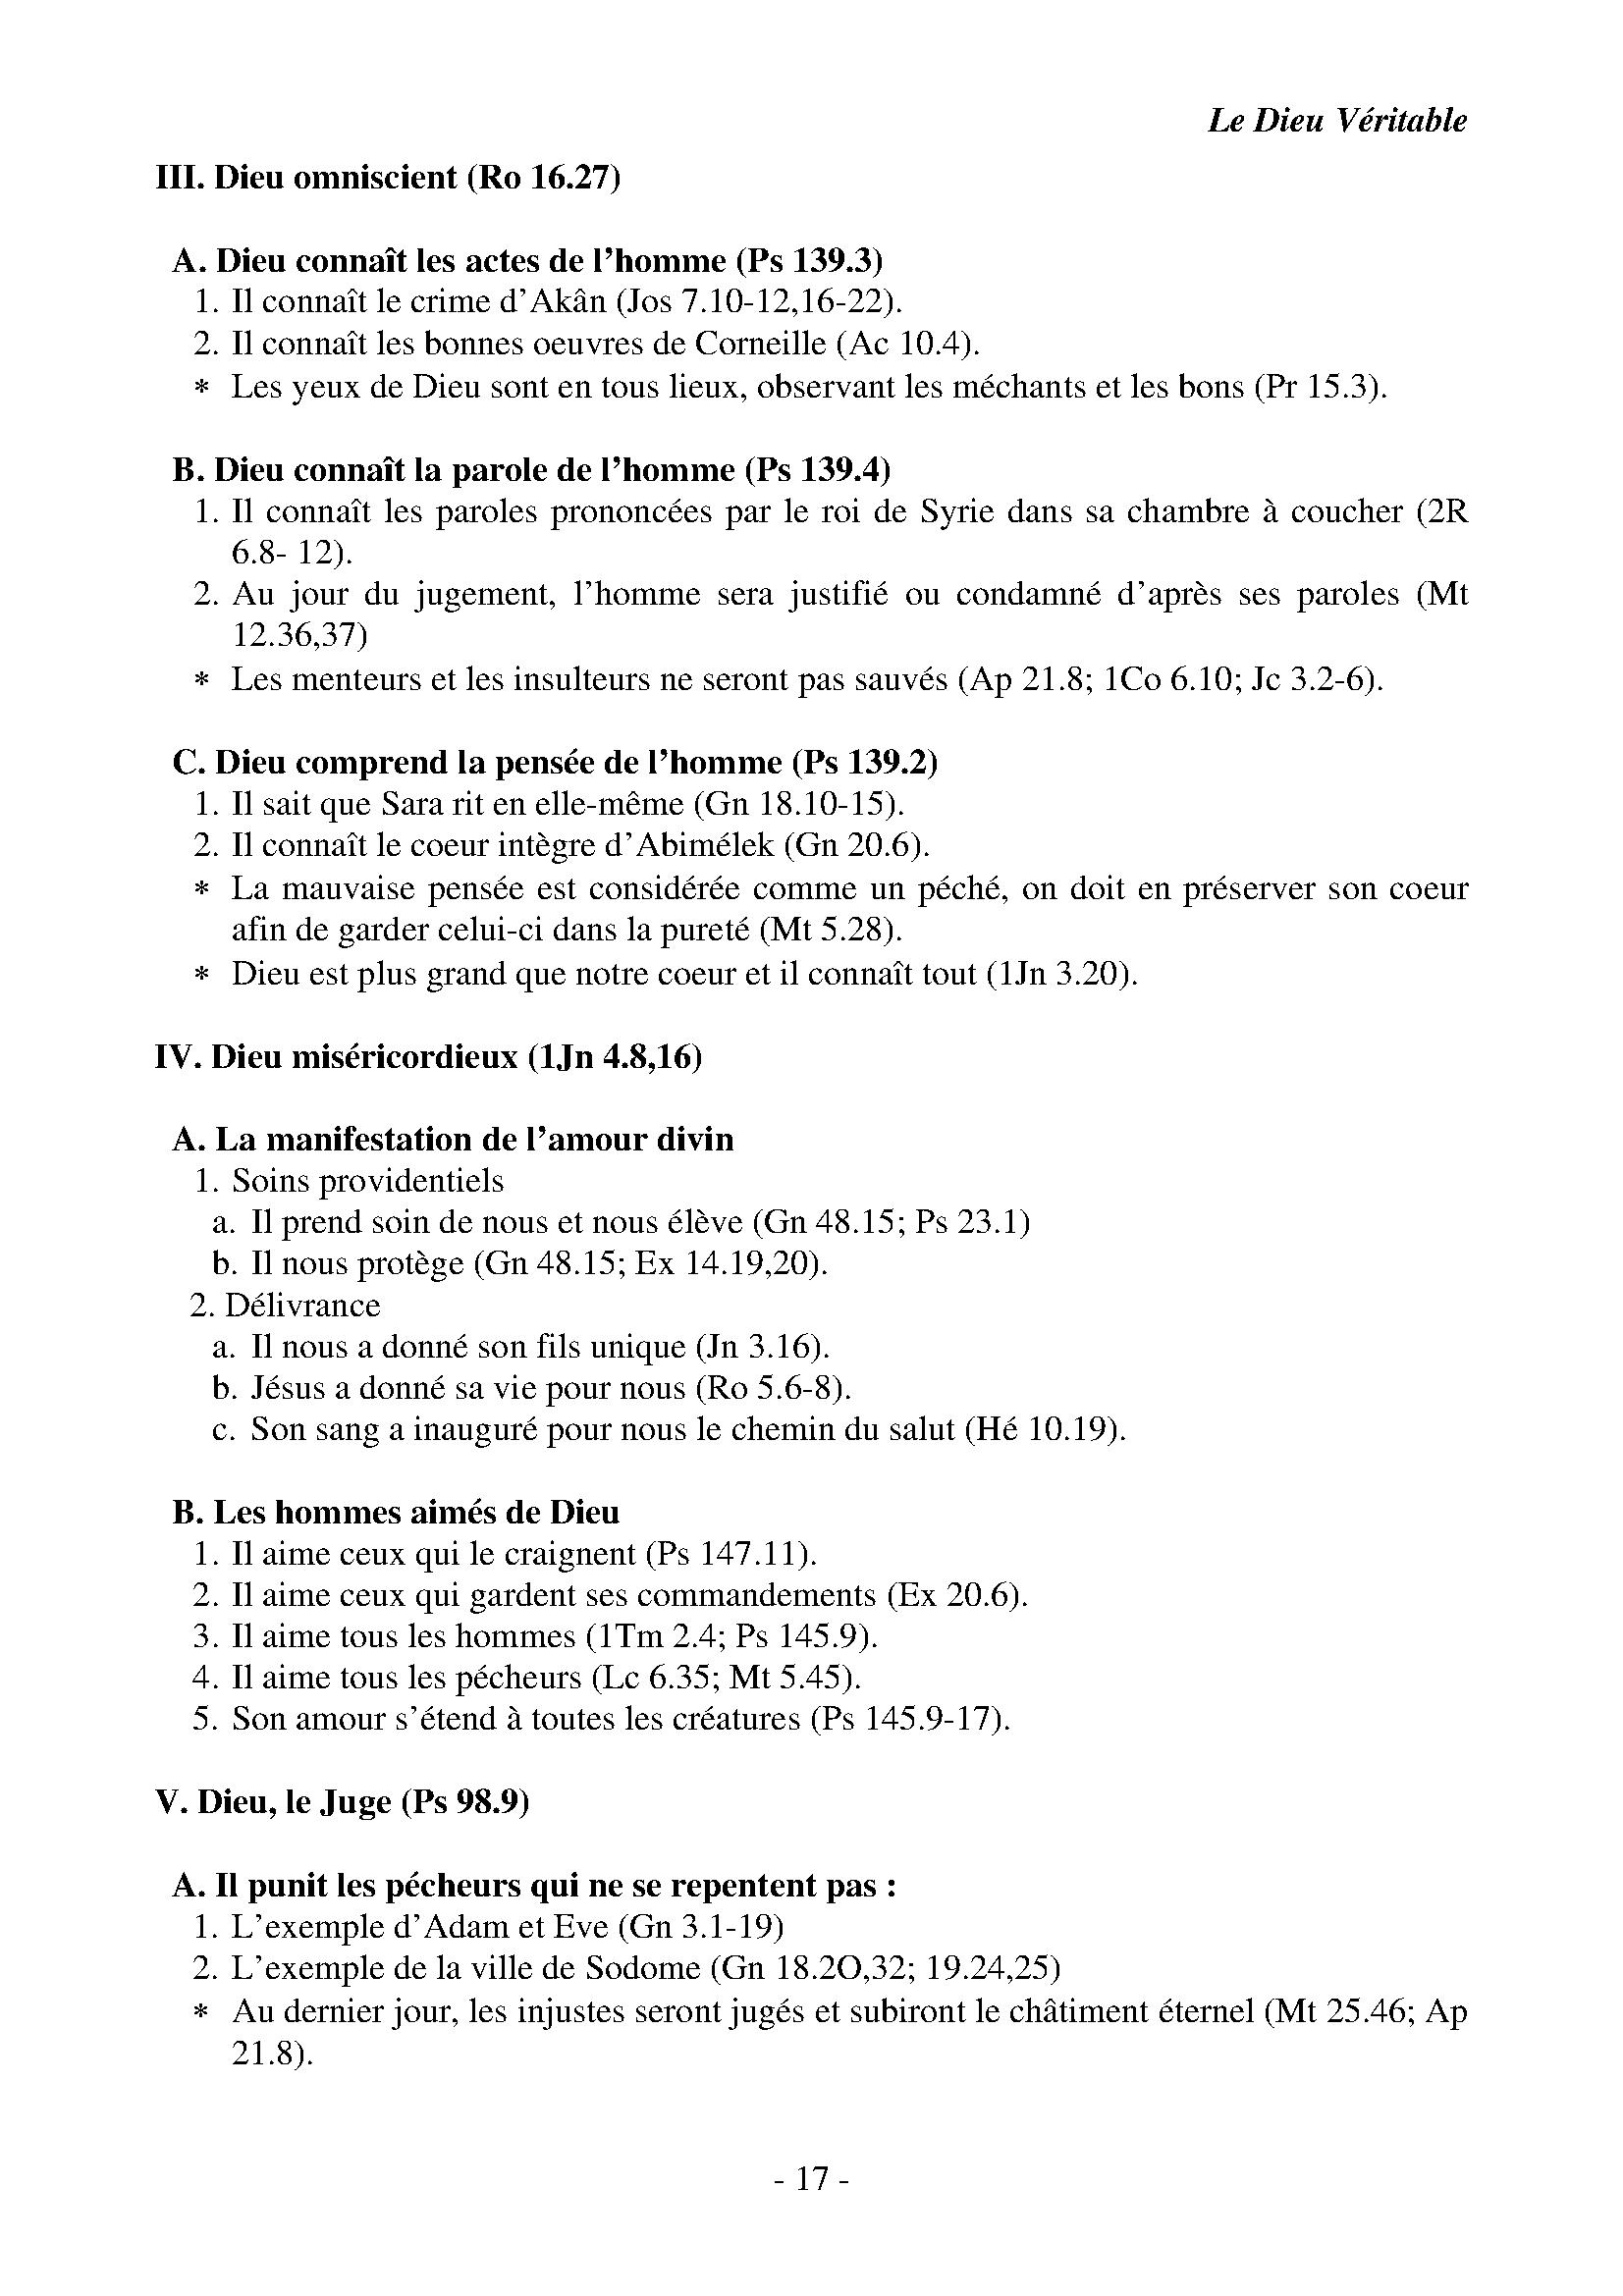 Le Dieu Véritable
III. Dieu omniscient (Ro 16.27)
A. Dieu connaît les actes de l’homme (Ps 139.3)
1. Il connaît le crime d’Akân (Jos 7.10-12,16-22).
2. Il connaît les bonnes oeuvres de Corneille (Ac 10.4).
* Les yeux de Dieu sont en tous lieux, observant les méchants et les bons (Pr 15.3).
B. Dieu connaît la parole de l’homme (Ps 139.4)
1. Il connaît les paroles prononcées par le roi de Syrie dans sa chambre à coucher (2R
6.8- 12).
2. Au jour du jugement, l’homme sera justifié ou condamné d’après ses paroles (Mt
12.36,37)
* Les menteurs et les insulteurs ne seront pas sauvés (Ap 21.8; 1Co 6.10; Jc 3.2-6).
C. Dieu comprend la pensée de l’homme (Ps 139.2)
1. Il sait que Sara rit en elle-même (Gn 18.10-15).
2. Il connaît le coeur intègre d’Abimélek (Gn 20.6).
* La mauvaise pensée est considérée comme un péché, on doit en préserver son coeur
afin de garder celui-ci dans la pureté (Mt 5.28).
* Dieu est plus grand que notre coeur et il connaît tout (1Jn 3.20).
IV. Dieu miséricordieux (1Jn 4.8,16)
A. La manifestation de l’amour divin
1. Soins providentiels
a. Il prend soin de nous et nous élève (Gn 48.15; Ps 23.1)
b. Il nous protège (Gn 48.15; Ex 14.19,20).
2. Délivrance
a. Il nous a donné son fils unique (Jn 3.16).
b. Jésus a donné sa vie pour nous (Ro 5.6-8).
c. Son sang a inauguré pour nous le chemin du salut (Hé 10.19).
B. Les hommes aimés de Dieu
1. Il aime ceux qui le craignent (Ps 147.11).
2. Il aime ceux qui gardent ses commandements (Ex 20.6).
3. Il aime tous les hommes (1Tm 2.4; Ps 145.9).
4. Il aime tous les pécheurs (Lc 6.35; Mt 5.45).
5. Son amour s’étend à toutes les créatures (Ps 145.9-17).
V. Dieu, le Juge (Ps 98.9)
A. Il punit les pécheurs qui ne se repentent pas :
1. L’exemple d’Adam et Eve (Gn 3.1-19)
2. L’exemple de la ville de Sodome (Gn 18.2O,32; 19.24,25)
* Au dernier jour, les injustes seront jugés et subiront le châtiment éternel (Mt 25.46; Ap
21.8).
- 17 -